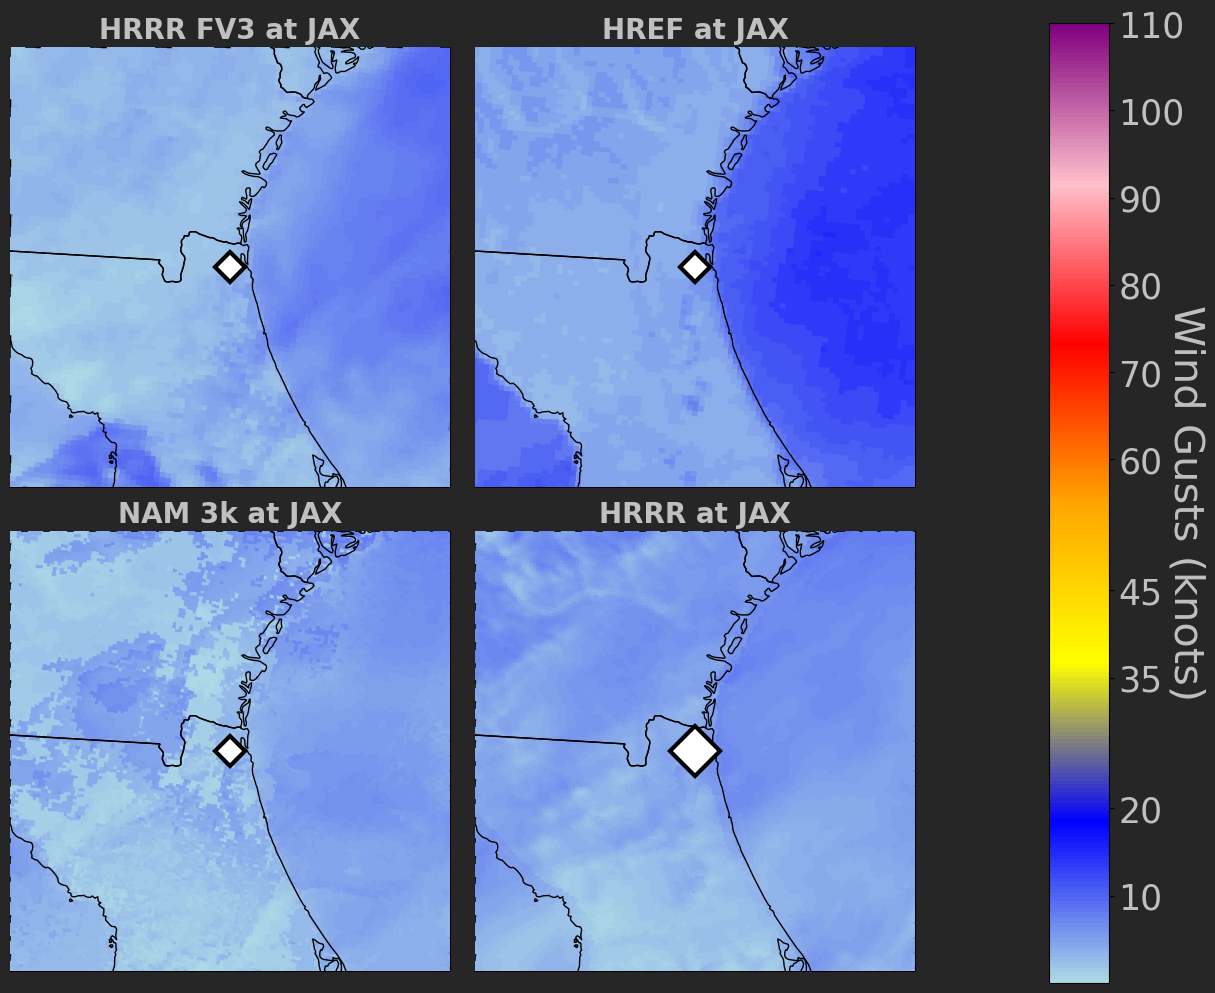 HRRR FV3 at JAX
HREF at JAX
NAM 3k at JAX
HRRR at JAX
110
100
90
80
70
60
45
35
20
10
Wind Gusts (knots)